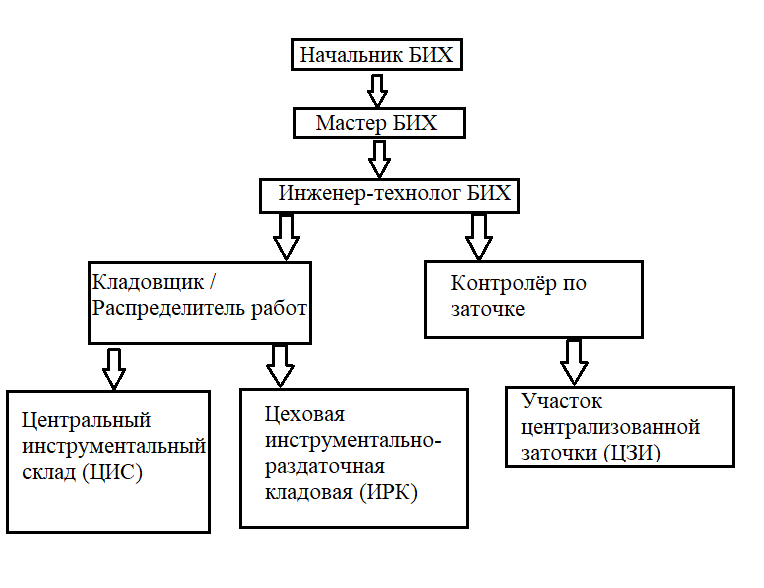 Начальник БИХ
Мастер БИХ
Инженер-технолог БИХ
Кладовщик /
Распределитель работ
Контролёр по
заточке
Центральный
инструментальный
склад (ЦИС)
Цеховая
инструментально-
раздаточная
кладовая (ИРК)
Участок
централизованной
заточки (ЦЗИ)